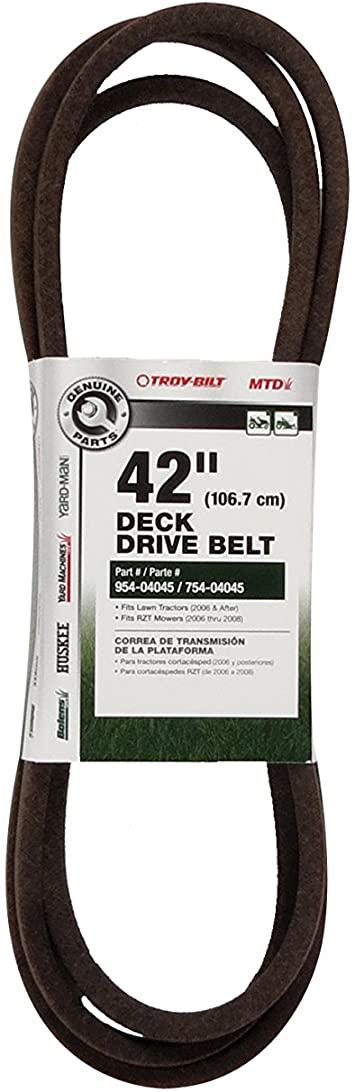 GENUINE
PARTS
TROY-BILT
MTD
42" (106.7 cm)
DECK
DRIVE BELT
Part # / Parte #
954-04045 / 754-04045
• Fits Lawn Tractors (2006 & After)
• Fits RZT Mowers (2006 thru 2008)
CORREA DE TRANSMISIÓN
DE LA PLATAFORMA
• Para tractores cortacésped (2006 y posteriores)
• Para cortacéspedes RZT (de 2006 a 2008)
YARD-MAN
YARD MACHINES
HUSKEE
Bolens